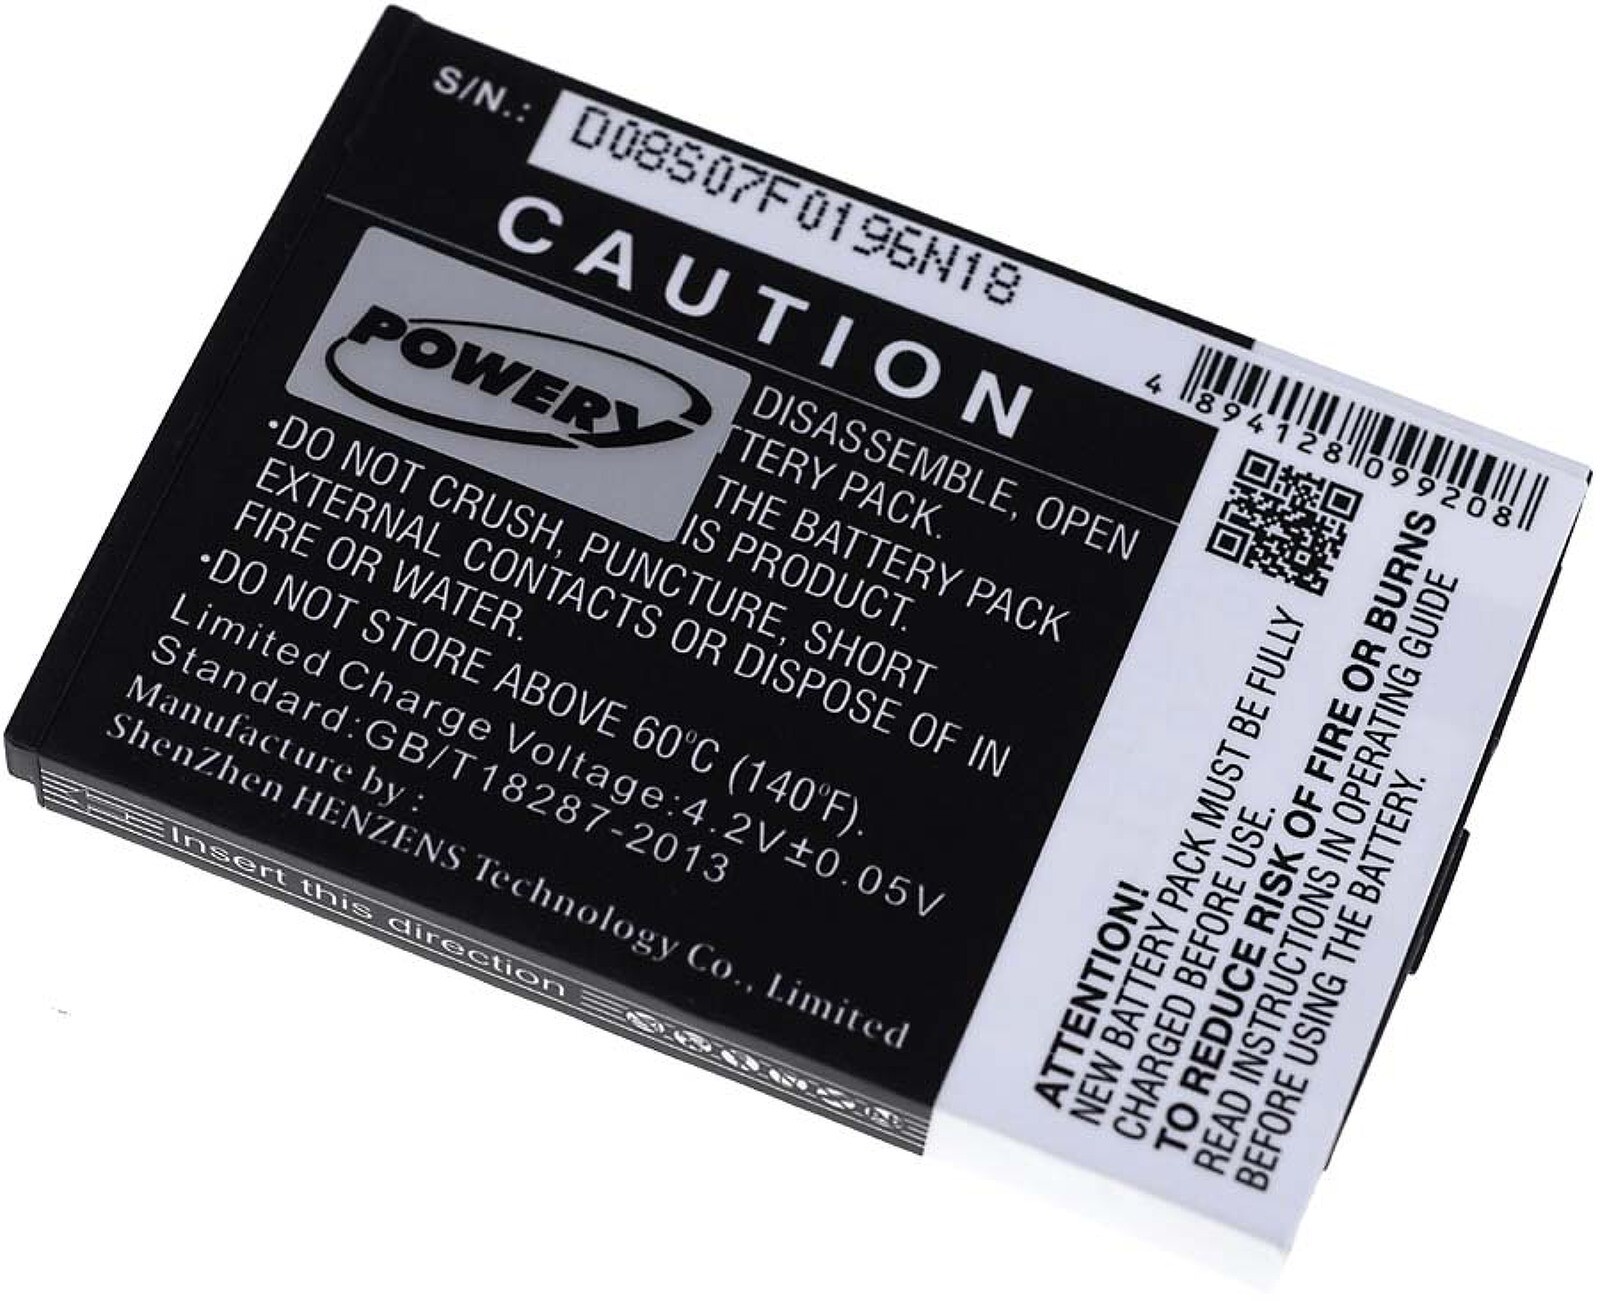 S/N.: D08S07F0196N18
CAUTION
POWERY
DISASSEMBLE, OPEN
TERY PACK.
THE BATTERY PACK
IS PRODUCT.
•DO NOT CRUSH, PUNCTURE, SHORT
EXTERNAL CONTACTS OR DISPOSE OF IN
FIRE OR WATER.
•DO NOT STORE ABOVE 60°C (140°F).
Limited Charge Voltage:4.2V±0.05V
Standard:GB/T18287-2013
Manufacture by:
ShenZhen HENZENS Technology Co., Limited
Insert this direction
4 894128 099208
ATTENTION!
NEW BATTERY PACK MUST BE FULLY
CHARGED BEFORE USE.
TO REDUCE RISK OF FIRE OR BURNS
READ INSTRUCTIONS IN OPERATING GUIDE
BEFORE USING THE BATTERY.